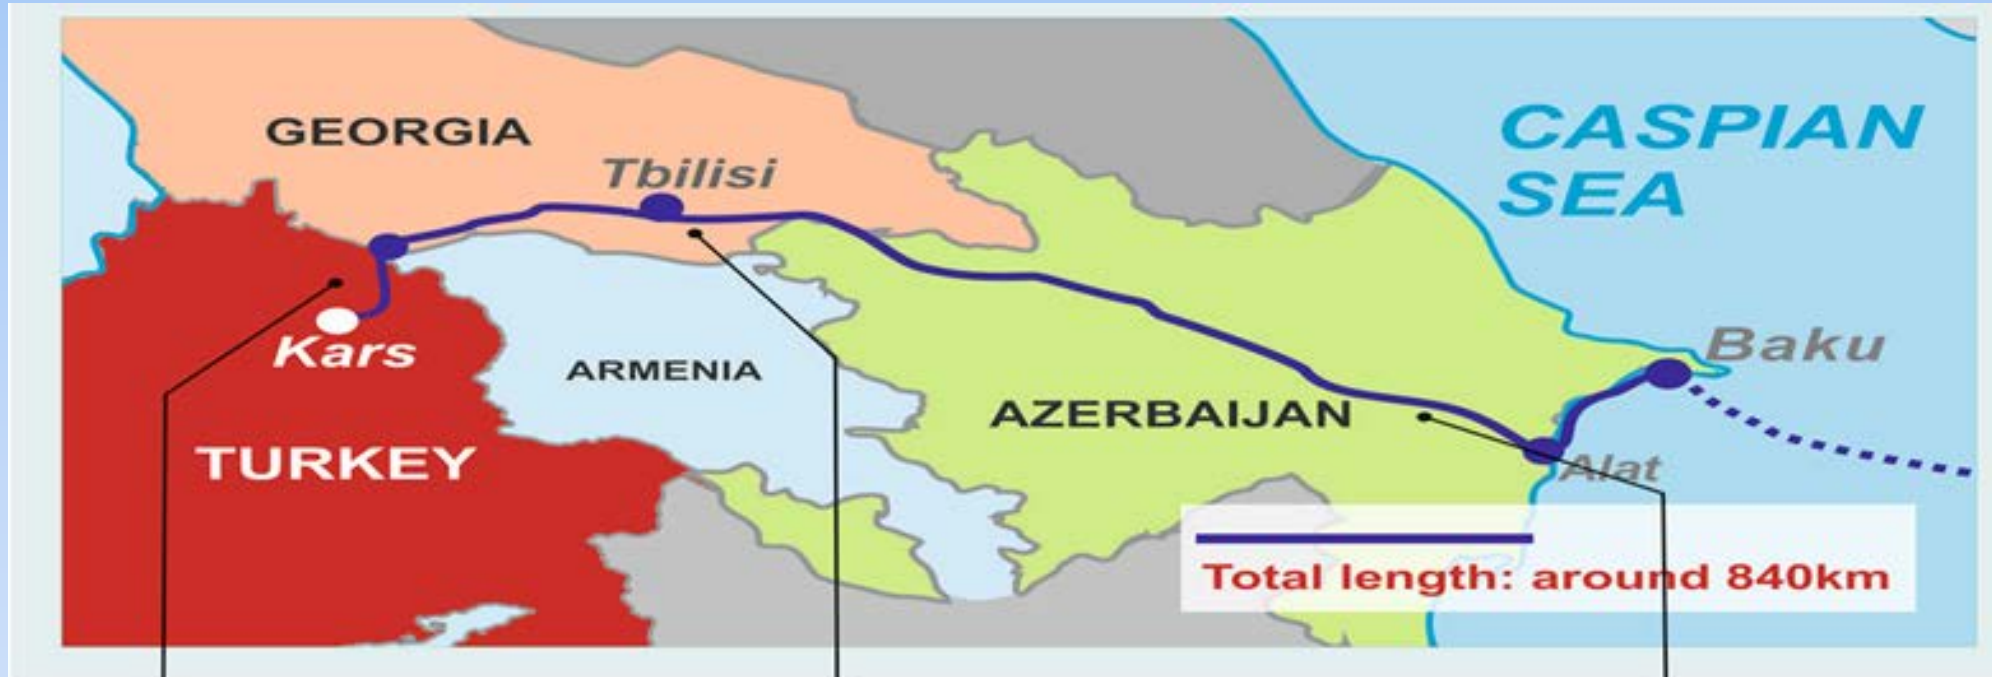 GEORGIA
Tbilisi
CASPIAN
SEA
Kars
Baku
ARMENIA
AZERBAIJAN
TURKEY
Alat
Total length: around 840km